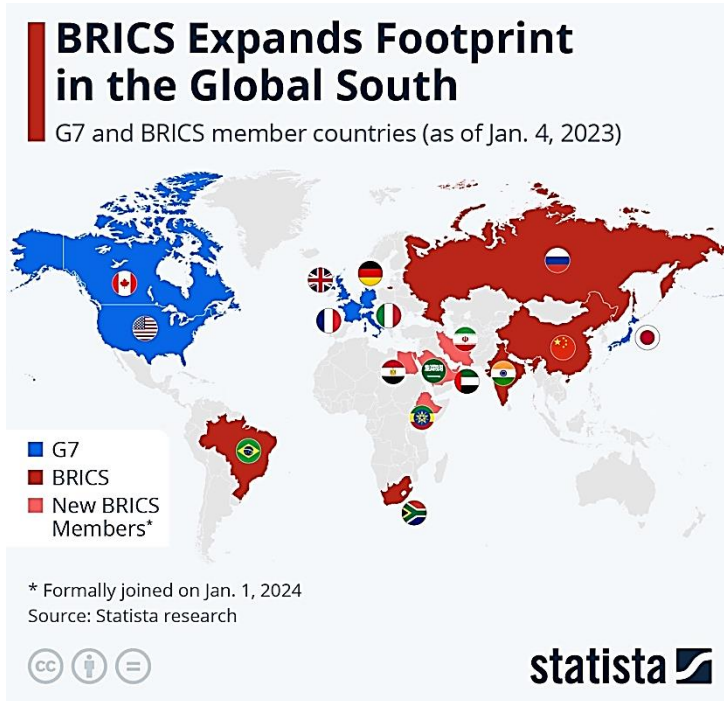 BRICS Expands Footprint
in the Global South
G7 and BRICS member countries (as of Jan. 4, 2023)
G7
BRICS
New BRICS
Members*
* Formally joined on Jan. 1, 2024
Source: Statista research
cc
statista